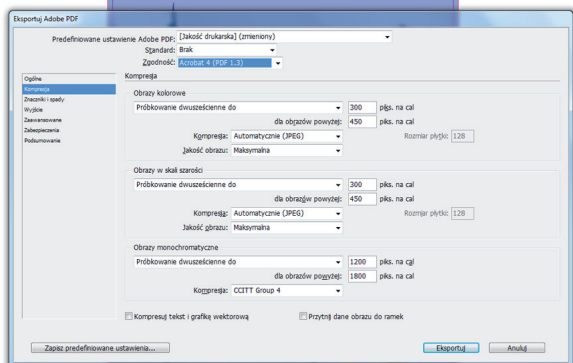 Eksportuj Adobe PDF
Predefiniowane ustawienie Adobe PDF: [Jakość drukarska] (zmieniony)
Standard: Brak
Zgodność: Acrobat 4 (PDF 1.3)
Ogólne
Kompresja
Znaczniki i spady
Wyjście
Zaawansowane
Zabezpieczenia
Podsumowanie
Kompresja
Obrazy kolorowe
Próbkowanie dwusześcienne do 300 piks. na cal
dla obrazów powyżej: 450 piks. na cal
Kompresja: Automatycznie (JPEG) Rozmiar płytki: 128
Jakość obrazu: Maksymalna
Obrazy w skali szarości
Próbkowanie dwusześcienne do 300 piks. na cal
dla obrazów powyżej: 450 piks. na cal
Kompresja: Automatycznie (JPEG) Rozmiar płytki: 128
Jakość obrazu: Maksymalna
Obrazy monochromatyczne
Próbkowanie dwusześcienne do 1200 piks. na cal
dla obrazów powyżej: 1800 piks. na cal
Kompresja: CCITT Group 4
Kompresuj tekst i grafikę wektorową Przytnij dane obrazu do ramek
Zapisz predefiniowane ustawienia... Eksportuj Anuluj